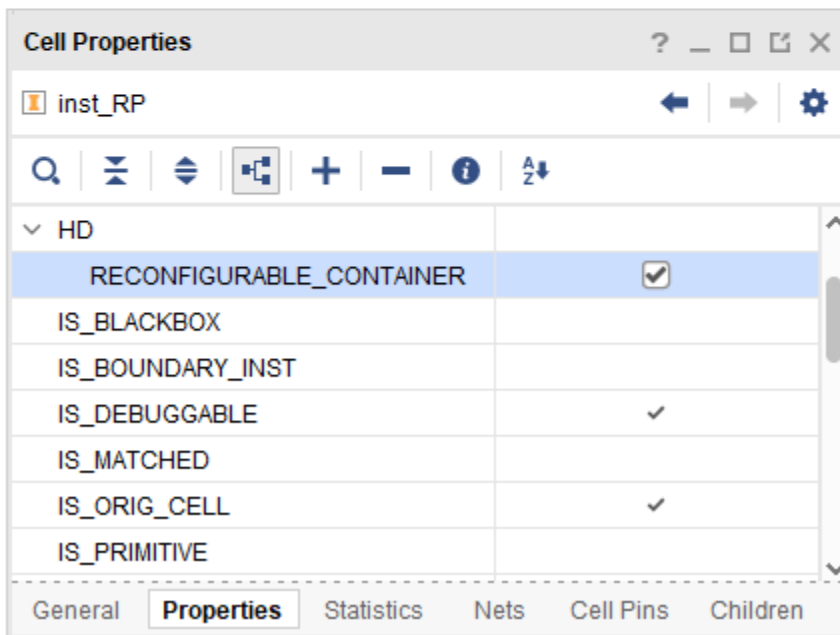 Cell Properties
inst_RP
HD
RECONFIGURABLE_CONTAINER
IS_BLACKBOX
IS_BOUNDARY_INST
IS_DEBUGGABLE
IS_MATCHED
IS_ORIG_CELL
IS_PRIMITIVE
General Properties Statistics Nets Cell Pins Children